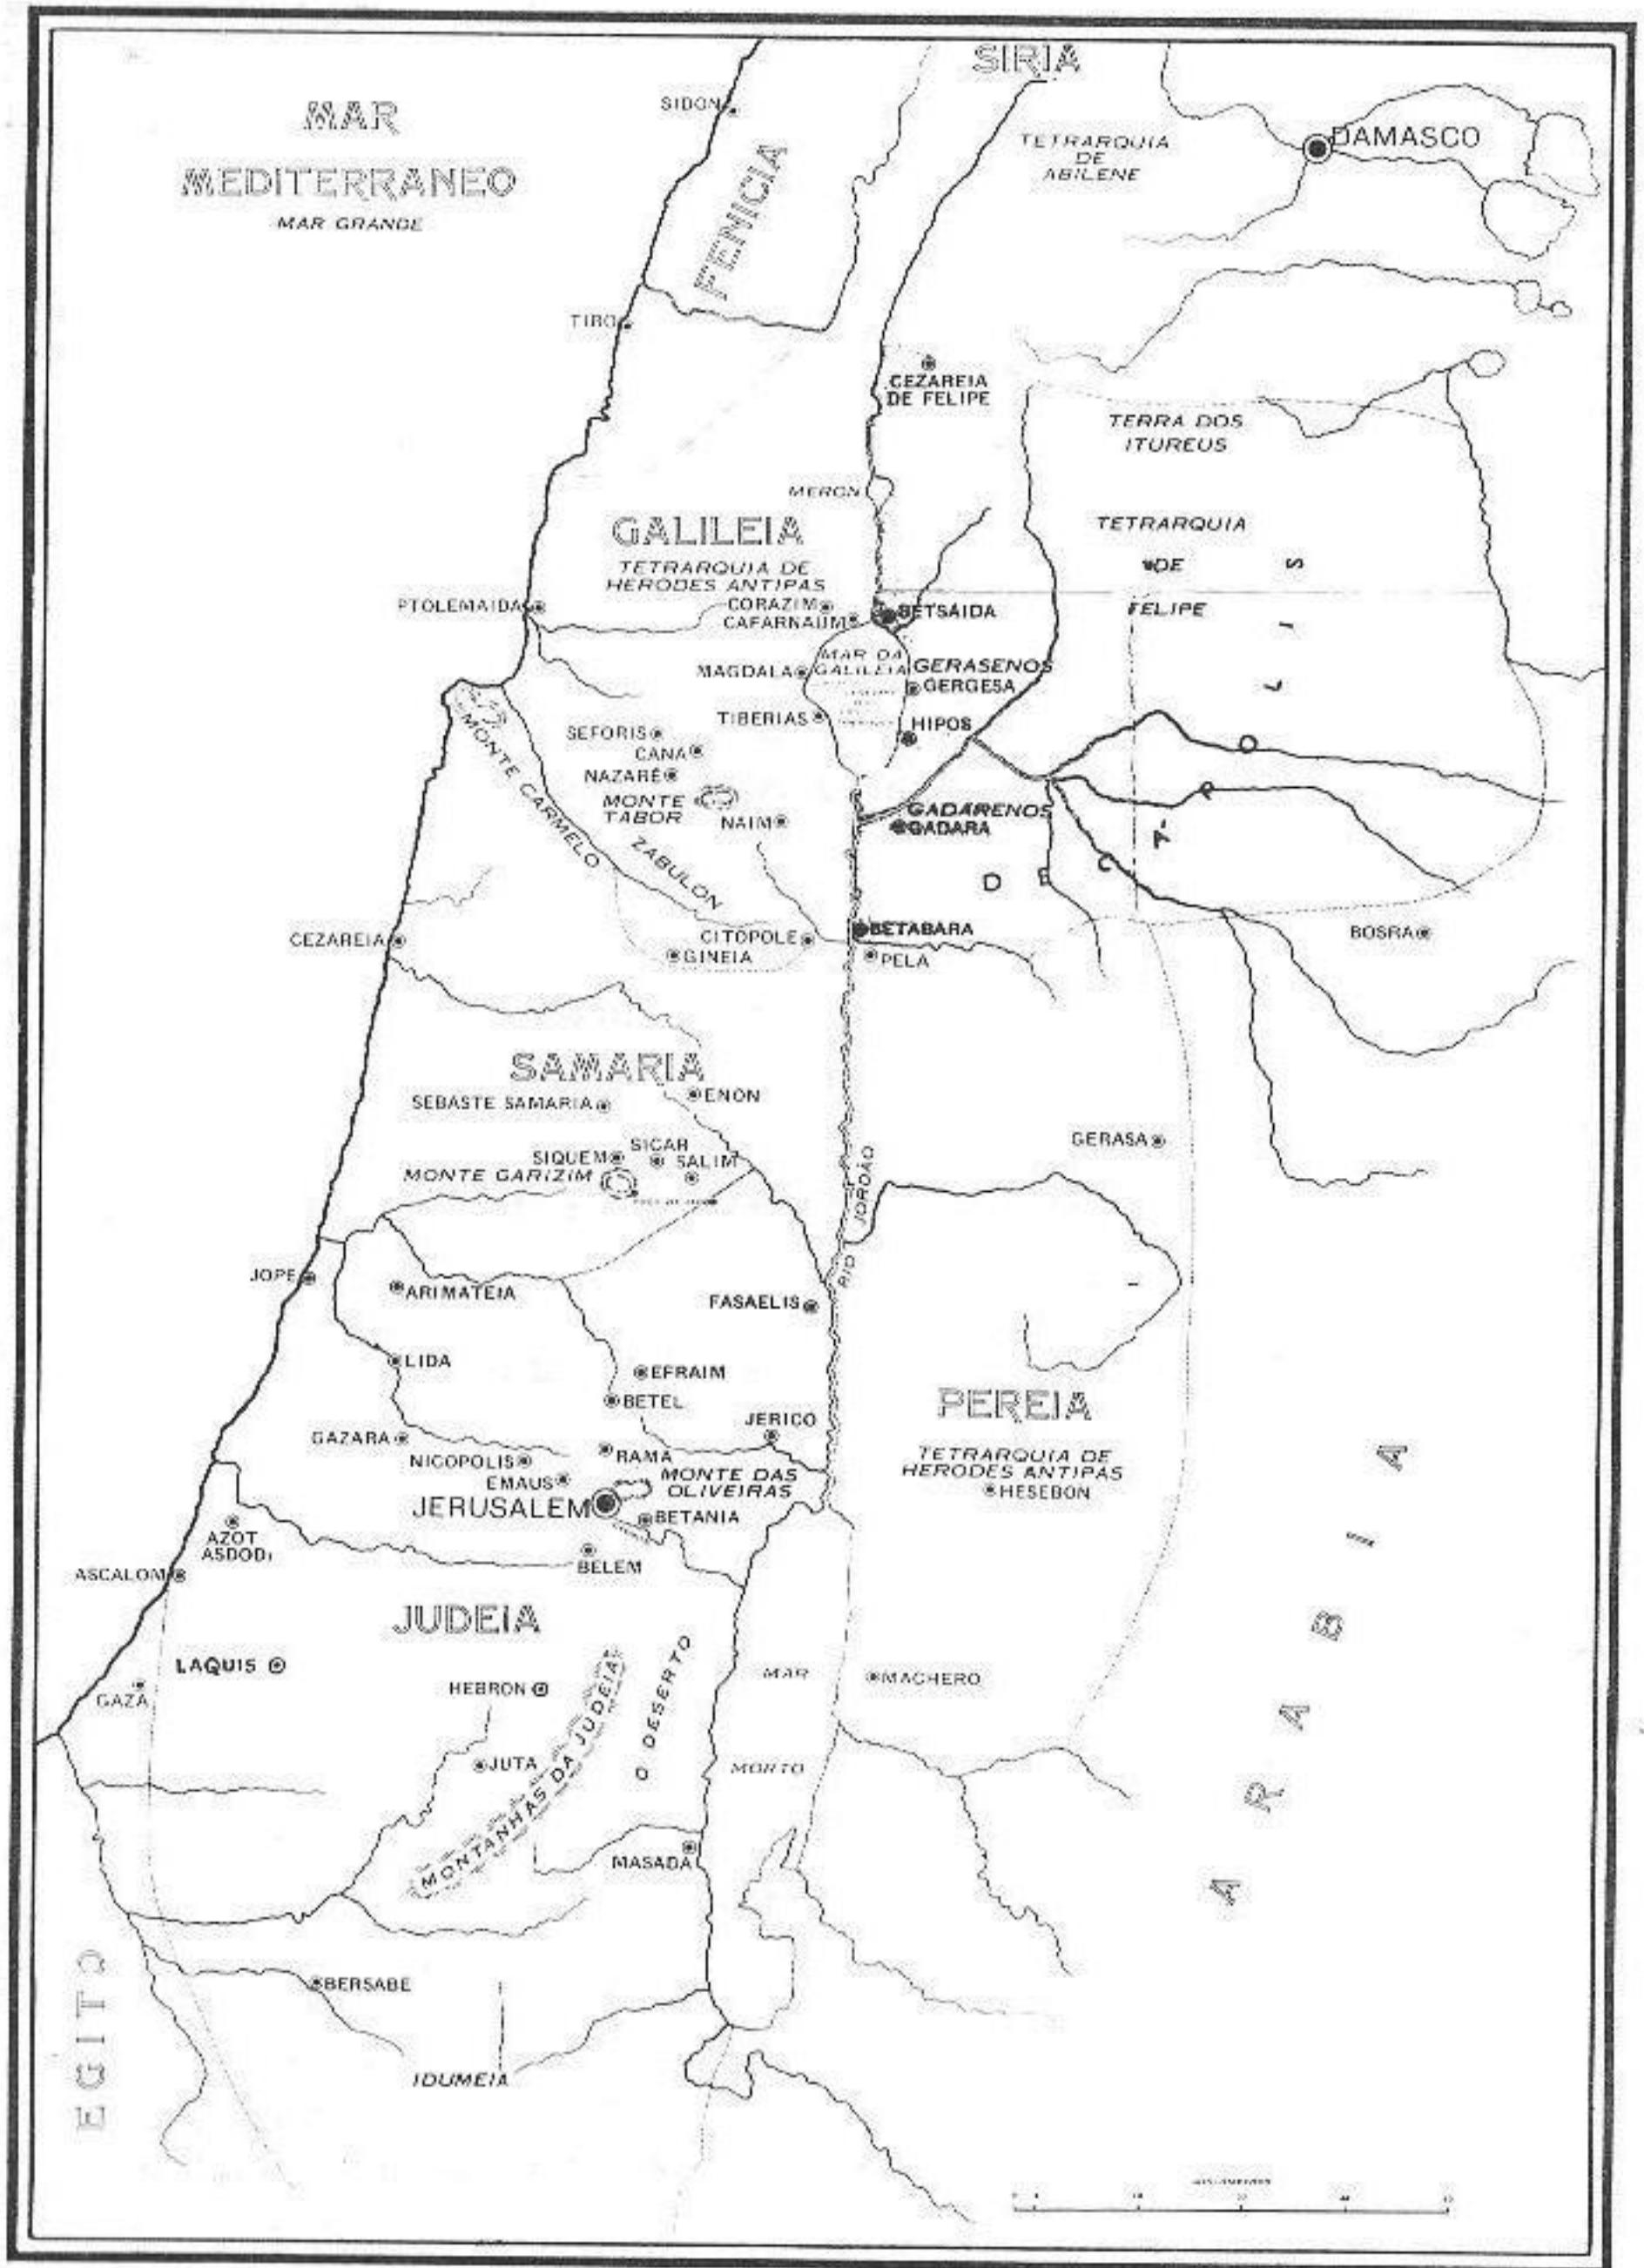 SIRIA
MAR
MEDITERRANEO
MAR GRANDE
SIDON
FENICIA
TETRARQUIA
DE
ABILENE
DAMASCO
TIRO
CEZAREIA
DE FELIPE
TERRA DOS
ITUREUS
MERON
GALILEIA
TETRARQUIA DE
HERODES ANTIPAS
TETRARQUIA
DE
FELIPE
PTOLEMAIDA
CORAZIM
CAFARNAUM
BETSAIDA
MAR DA
GALILEIA
MAGDALA
GERASENOS
GERGESA
TIBERIAS
HIPOS
SEFORIS
CANA
NAZARÉ
MONTE
TABOR
NAIM
MONTE CARMELO
ZABULON
GADARENOS
GADARA
DECA-POLIS
CEZAREIA
CITOPOLE
GINEIA
BETABARA
PELA
BOSRA
SAMARIA
SEBASTE SAMARIA
ENON
SICAR
SIQUEM
SALIM
MONTE GARIZIM
GERASA
RIO JORDÃO
JOPE
ARIMATEIA
FASAELIS
LIDA
EFRAIM
BETEL
PEREIA
TETRARQUIA DE
HERODES ANTIPAS
HESEBON
JERICO
GAZARA
RAMA
NICOPOLIS
EMAUS
MONTE DAS
OLIVEIRAS
JERUSALEM
BETANIA
AZOT
ASDOD
BELEM
ASCALOM
JUDEIA
ARABIA
LAQUIS
GAZA
HEBRON
MONTANHAS DA JUDEIA
O DESERTO
MAR
MORTO
MACHERO
JUTA
MASADA
EGITO
BERSABE
IDUMEIA